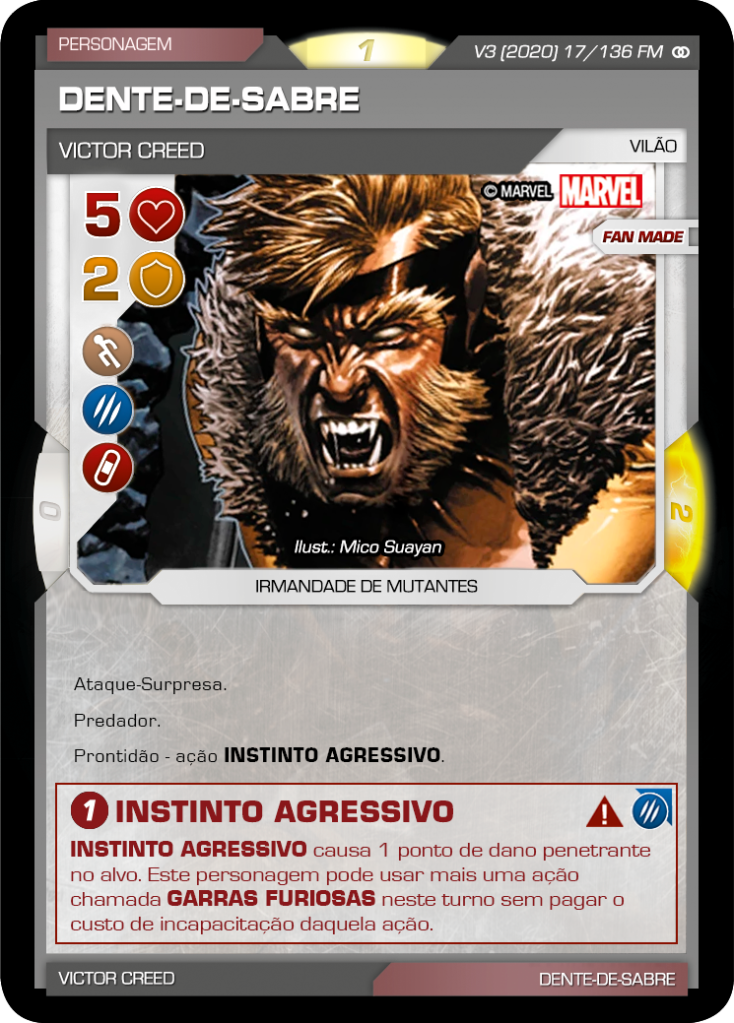 PERSONAGEM
1
V3 (2020) 17/136 FM
DENTE-DE-SABRE
VICTOR CREED
VILÃO
© MARVEL MARVEL
5
FAN MADE
2
0
2
Ilust.: Mico Suayan
IRMANDADE DE MUTANTES
Ataque-Surpresa.
Predador.
Prontidão - ação INSTINTO AGRESSIVO.
1 INSTINTO AGRESSIVO
INSTINTO AGRESSIVO causa 1 ponto de dano penetrante
no alvo. Este personagem pode usar mais uma ação
chamada GARRAS FURIOSAS neste turno sem pagar o
custo de incapacitação daquela ação.
VICTOR CREED
DENTE-DE-SABRE